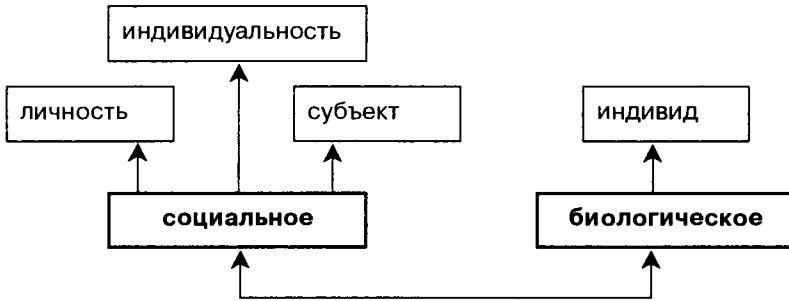 индивидуальность
личность
субъект
индивид
социальное
биологическое